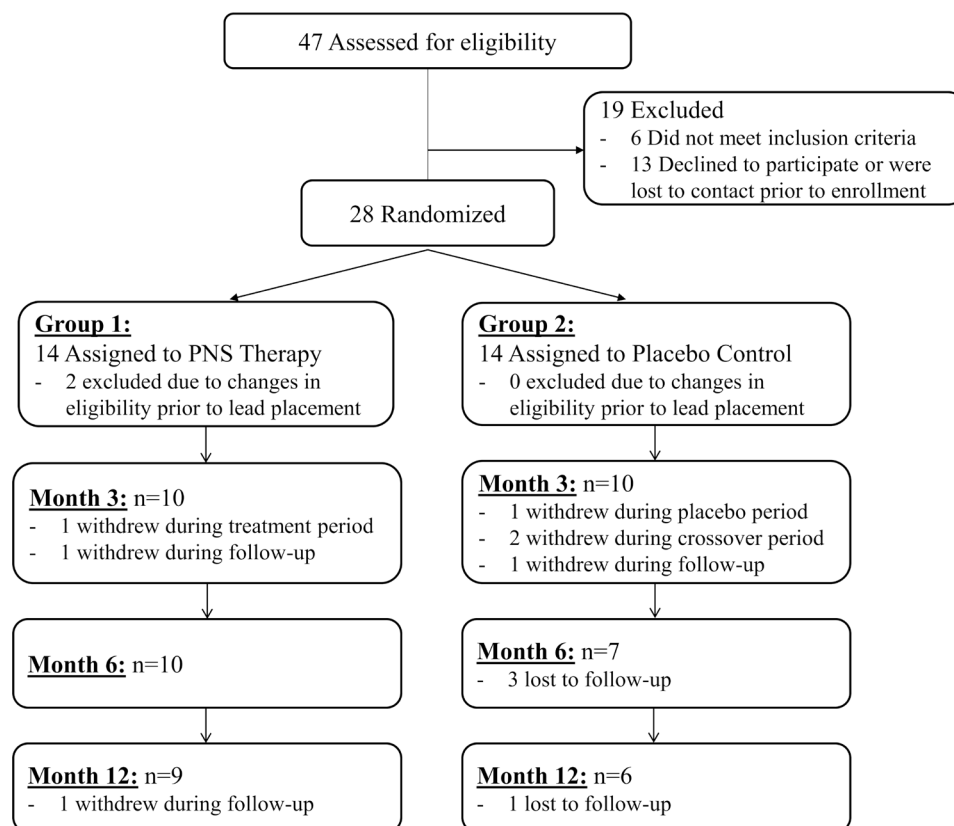 47 Assessed for eligibility
19 Excluded
- 6 Did not meet inclusion criteria
- 13 Declined to participate or were
lost to contact prior to enrollment
28 Randomized
Group 1:
14 Assigned to PNS Therapy
- 2 excluded due to changes in
eligibility prior to lead placement
Group 2:
14 Assigned to Placebo Control
- 0 excluded due to changes in
eligibility prior to lead placement
Month 3: n=10
- 1 withdrew during treatment period
- 1 withdrew during follow-up
Month 3: n=10
- 1 withdrew during placebo period
- 2 withdrew during crossover period
- 1 withdrew during follow-up
Month 6: n=10
Month 6: n=7
- 3 lost to follow-up
Month 12: n=9
- 1 withdrew during follow-up
Month 12: n=6
- 1 lost to follow-up